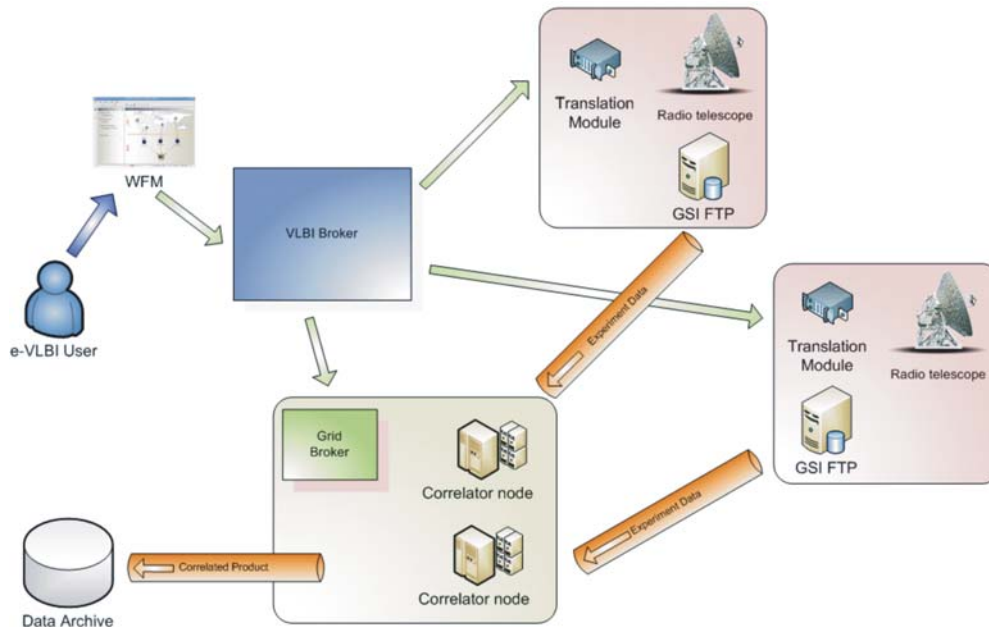 Translation
Module
Radio telescope
GSI FTP
WFM
VLBI Broker
e-VLBI User
Experiment Data
Translation
Module
Radio telescope
GSI FTP
Grid
Broker
Correlator node
Experiment Data
Correlator node
Correlated Product
Data Archive